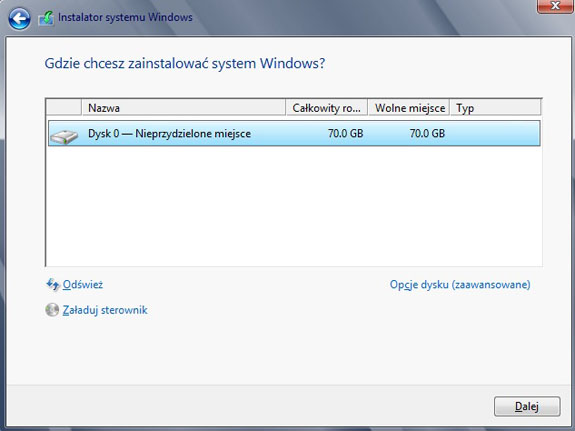 Instalator systemu Windows
Gdzie chcesz zainstalować system Windows?
Nazwa Całkowity ro... Wolne miejsce Typ
Dysk 0 — Nieprzydzielone miejsce 70.0 GB 70.0 GB
Odśwież Opcje dysku (zaawansowane)
Załaduj sterownik
Dalej